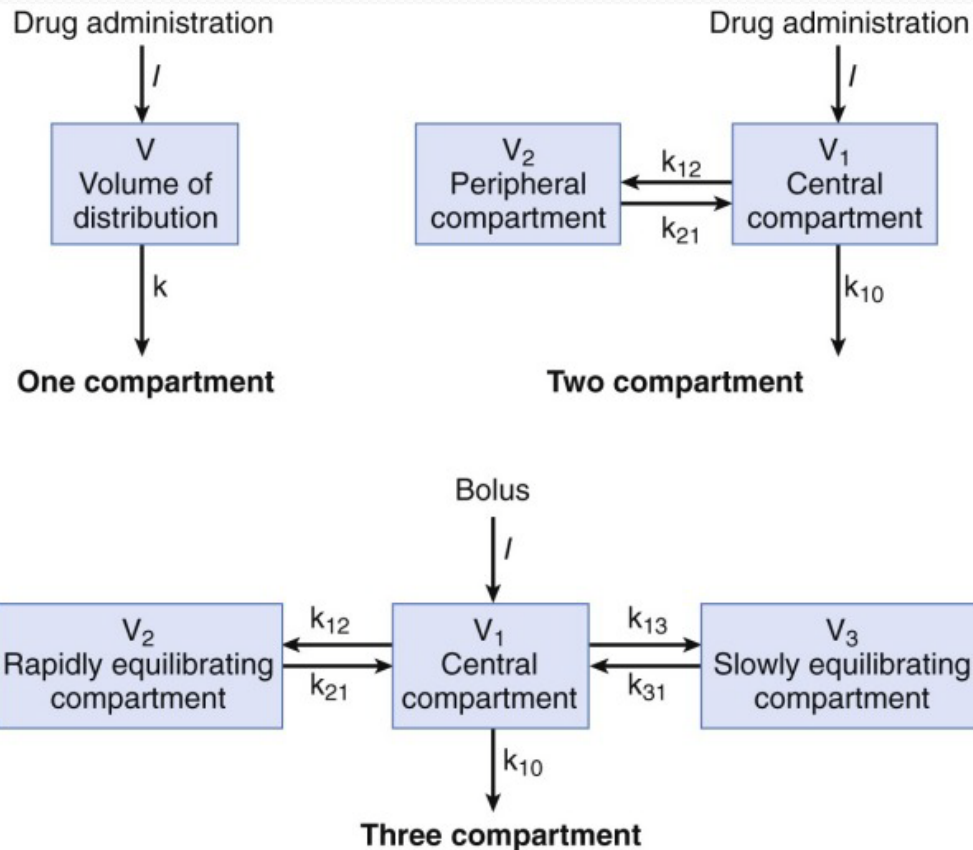 Drug administration
I
V
Volume of
distribution
k
One compartment
Drug administration
I
V₂
Peripheral
compartment
k₁₂
k₂₁
V₁
Central
compartment
k₁₀
Two compartment
Bolus
I
V₂
Rapidly equilibrating
compartment
k₁₂
k₂₁
V₁
Central
compartment
k₁₃
k₃₁
V₃
Slowly equilibrating
compartment
k₁₀
Three compartment